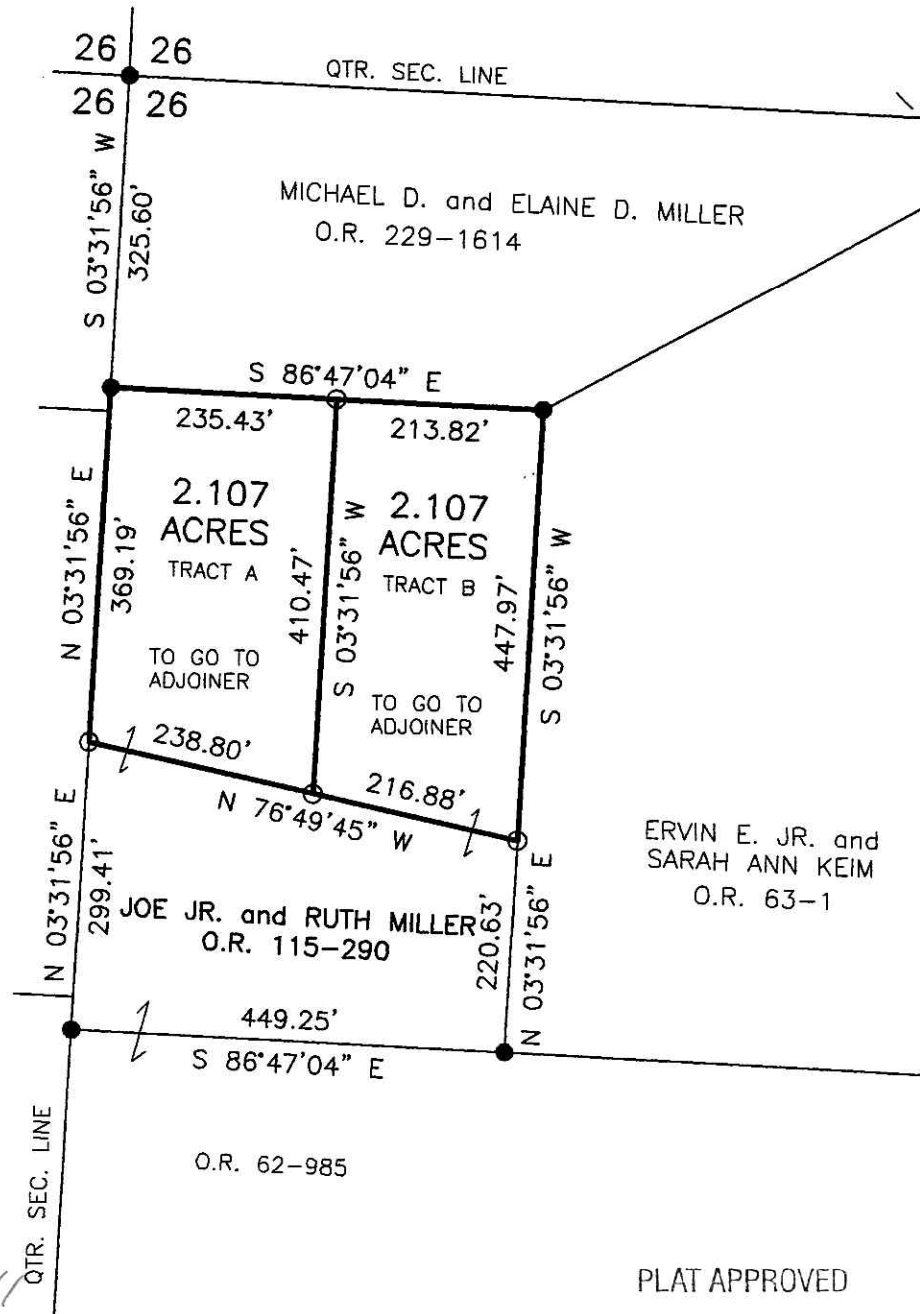 26 26
QTR. SEC. LINE
26 26
S 03°31'56" W
325.60'
MICHAEL D. and ELAINE D. MILLER
O.R. 229-1614
S 86°47'04" E
235.43'
213.82'
N 03°31'56" E
369.19'
2.107
ACRES
TRACT A
TO GO TO
ADJOINER
410.47'
S 03°31'56" W
2.107
ACRES
TRACT B
TO GO TO
ADJOINER
447.97'
S 03°31'56" W
238.80'
216.88'
N 76°49'45" W
N 03°31'56" E
299.41'
JOE JR. and RUTH MILLER
O.R. 115-290
220.63'
N 03°31'56" E
ERVIN E. JR. and
SARAH ANN KEIM
O.R. 63-1
449.25'
S 86°47'04" E
QTR. SEC. LINE
O.R. 62-985
PLAT APPROVED